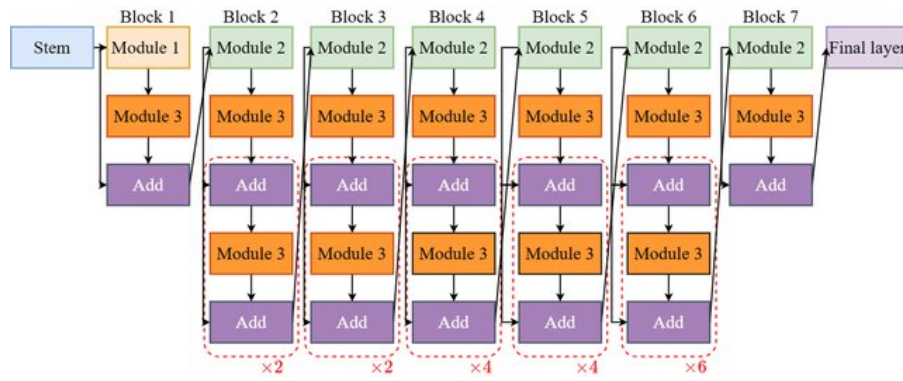 Block 1 Block 2 Block 3 Block 4 Block 5 Block 6 Block 7
Stem Module 1 Module 2 Module 2 Module 2 Module 2 Module 2 Module 2 Final layer
Module 3 Module 3 Module 3 Module 3 Module 3 Module 3 Module 3
Add Add Add Add Add Add Add
Module 3 Module 3 Module 3 Module 3 Module 3
Add Add Add Add Add
×2 ×2 ×4 ×4 ×6